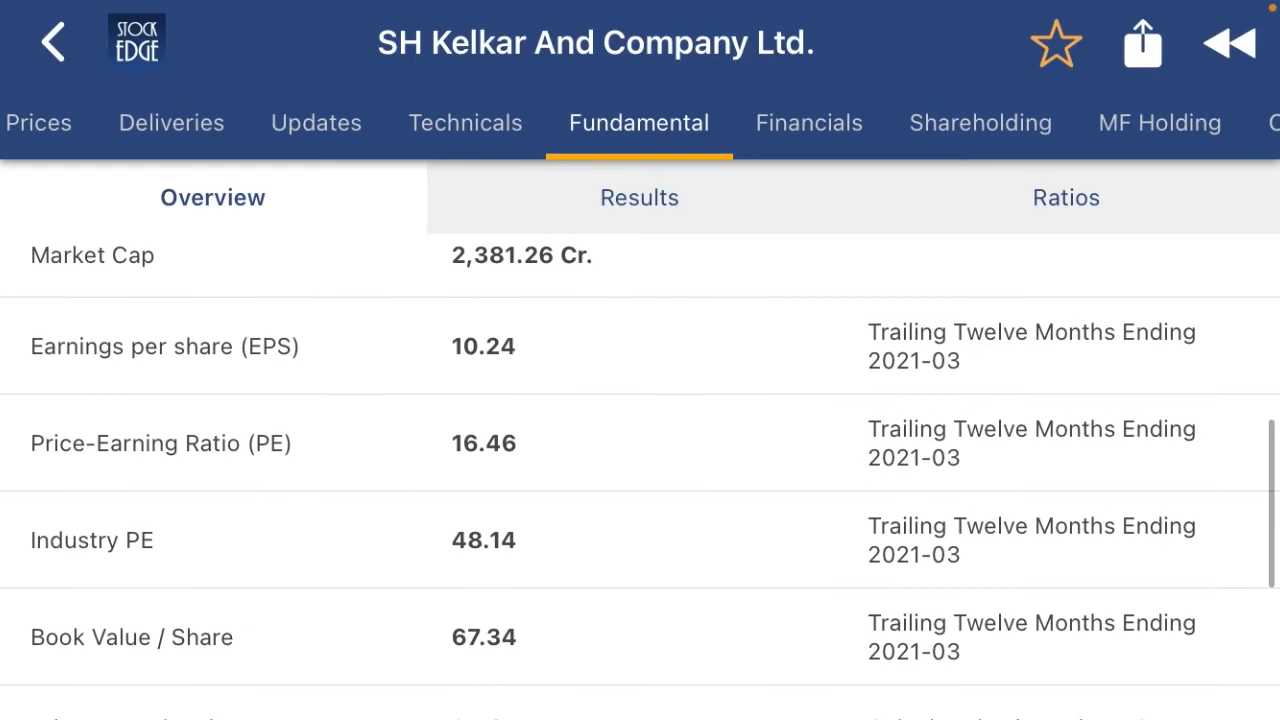 STOCK
EDGE
SH Kelkar And Company Ltd.
Prices Deliveries Updates Technicals Fundamental Financials Shareholding MF Holding
Overview Results Ratios
Market Cap 2,381.26 Cr.
Earnings per share (EPS) 10.24 Trailing Twelve Months Ending
2021-03
Price-Earning Ratio (PE) 16.46 Trailing Twelve Months Ending
2021-03
Industry PE 48.14 Trailing Twelve Months Ending
2021-03
Book Value / Share 67.34 Trailing Twelve Months Ending
2021-03